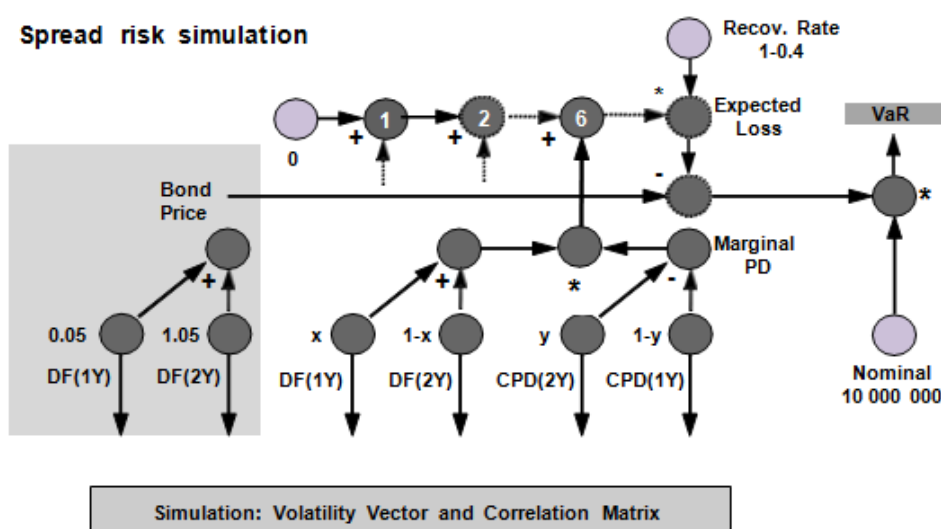 Spread risk simulation
Recov. Rate
1-0.4
*
1
2
6
Expected
Loss
VaR
+
+
+
0
Bond
Price
-
*
+
+
*
Marginal
PD
-
0.05
1.05
x
1-x
y
1-y
DF(1Y)
DF(2Y)
DF(1Y)
DF(2Y)
CPD(2Y)
CPD(1Y)
Nominal
10 000 000
Simulation: Volatility Vector and Correlation Matrix